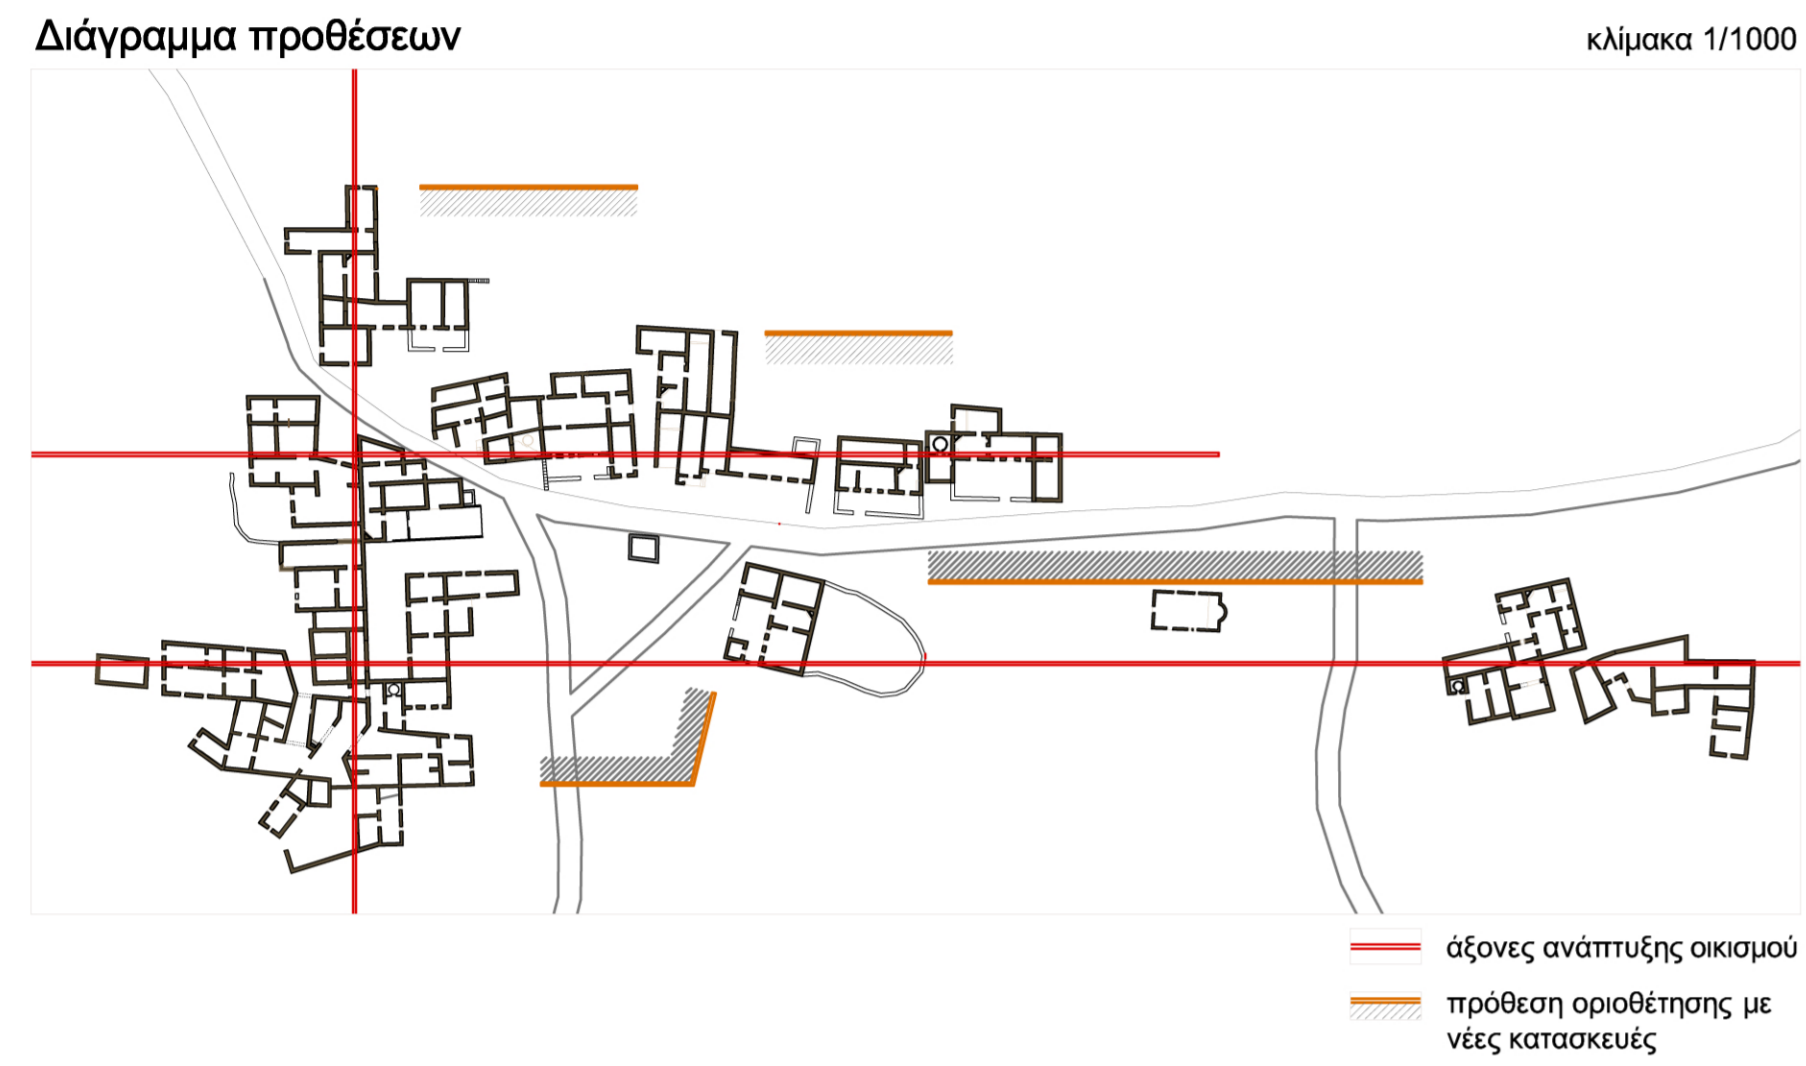 Διάγραμμα προθέσεων
κλίμακα 1/1000
άξονες ανάπτυξης οικισμού
πρόθεση οριοθέτησης με
νέες κατασκευές